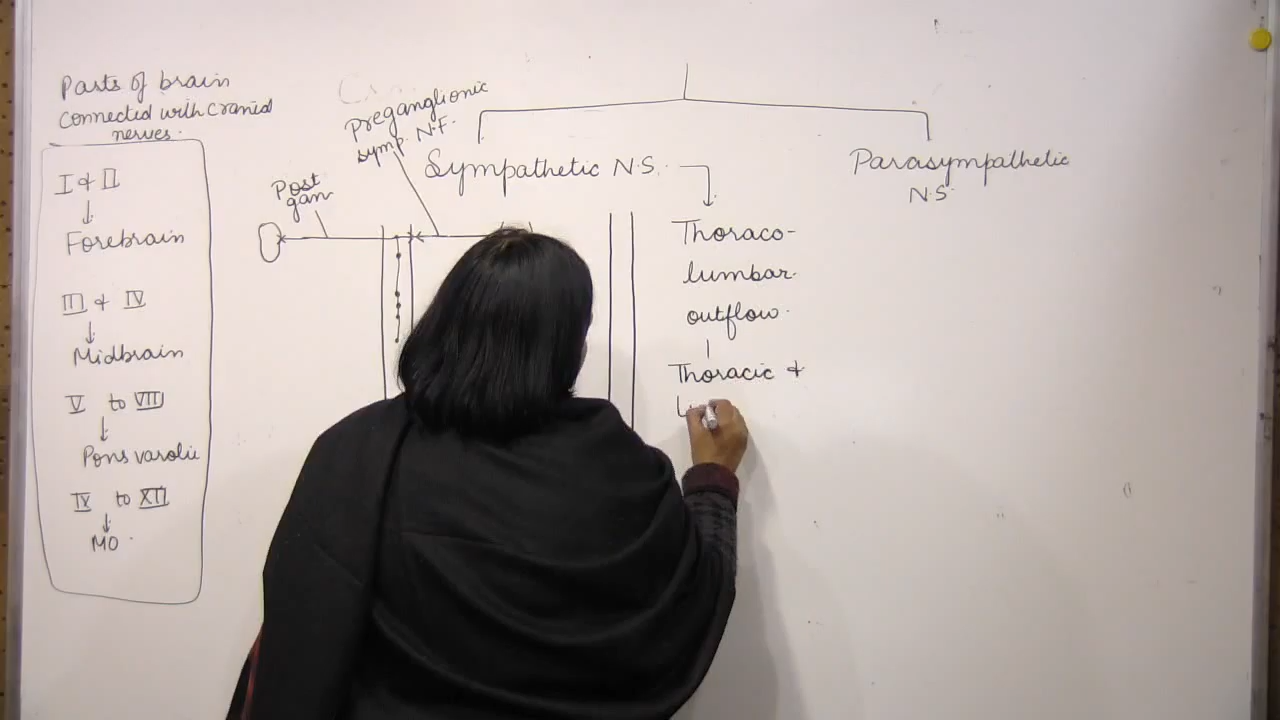 Parts of brain
connected with cranial
nerves.
I & II
↓
Forebrain
III & IV
↓
Midbrain
V to VIII
↓
Pons varolii
IX to XII
↓
MO.
Preganglionic
symp. N.F.
Post
gan
Sympathetic N.S.
Thoraco-
lumbar.
outflow.
Thoracic &
Parasympathetic
N.S.